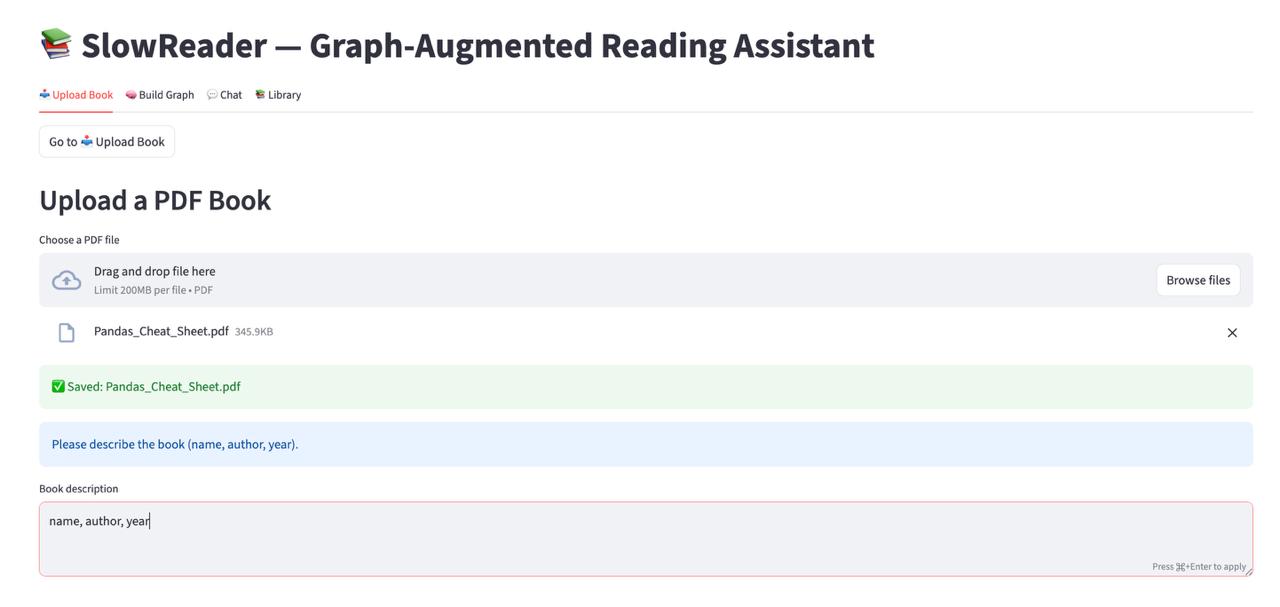 📚 SlowReader — Graph-Augmented Reading Assistant
📤 Upload Book 🧠 Build Graph 💬 Chat 📚 Library
Go to 📤 Upload Book
Upload a PDF Book
Choose a PDF file
Drag and drop file here
Limit 200MB per file • PDF
Browse files
Pandas_Cheat_Sheet.pdf 345.9KB
✅ Saved: Pandas_Cheat_Sheet.pdf
Please describe the book (name, author, year).
Book description
name, author, year
Press ⌘+Enter to apply